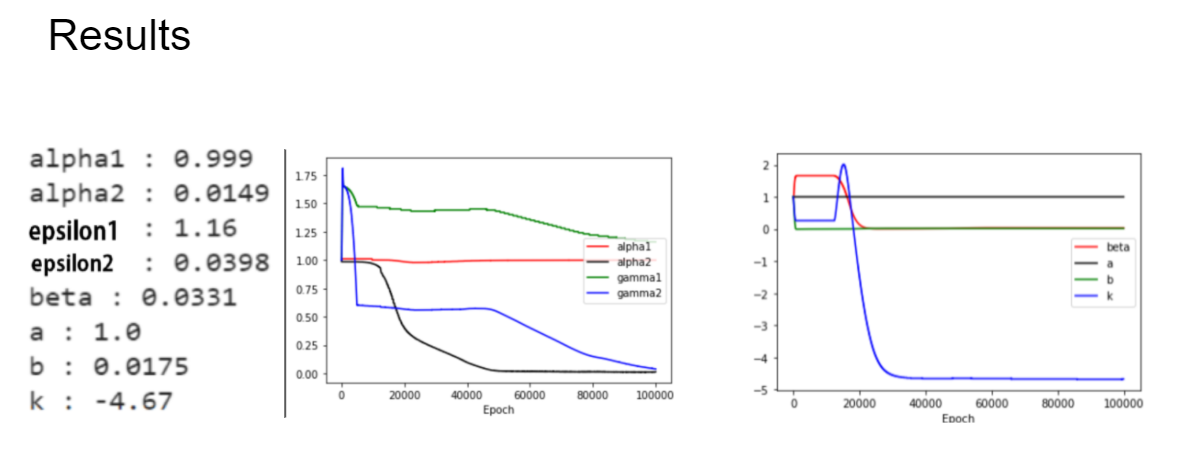 Results
alpha1 : 0.999
alpha2 : 0.0149
epsilon1 : 1.16
epsilon2 : 0.0398
beta : 0.0331
a : 1.0
b : 0.0175
k : -4.67
1.75
1.50
1.25
1.00
0.75
0.50
0.25
0.00
alpha1
alpha2
gamma1
gamma2
0 20000 40000 60000 80000 100000
Epoch
2
1
0
−1
−2
−3
−4
−5
beta
a
b
k
0 20000 40000 60000 80000 100000
Epoch